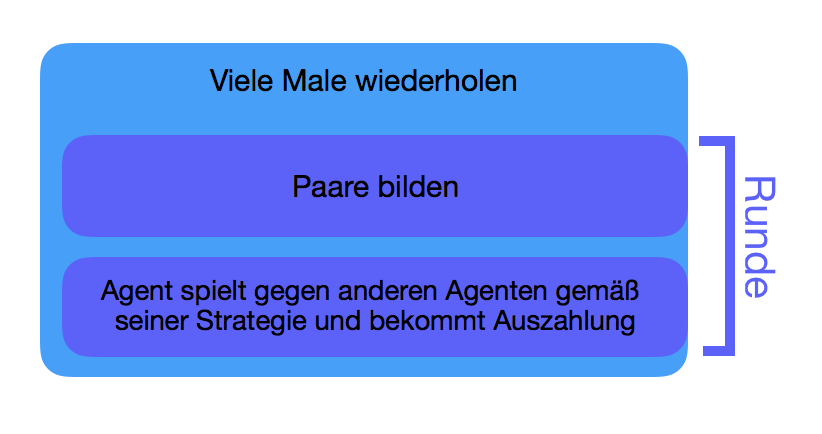 Viele Male wiederholen
Paare bilden
Agent spielt gegen anderen Agenten gemäß
seiner Strategie und bekommt Auszahlung
Runde